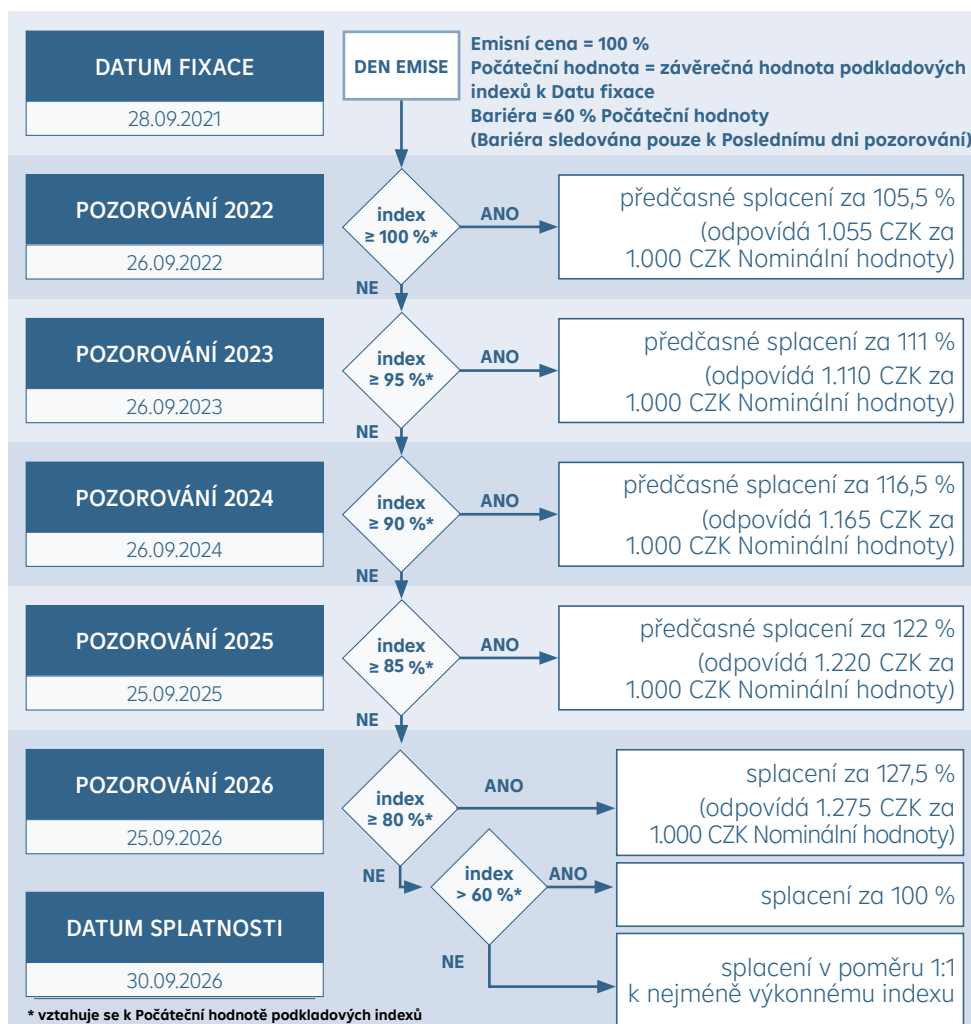 DATUM FIXACE
28.09.2021
DEN EMISE
Emisní cena = 100 %
Počáteční hodnota = závěrečná hodnota podkladových
indexů k Datu fixace
Bariéra =60 % Počáteční hodnoty
(Bariéra sledována pouze k Poslednímu dni pozorování)
POZOROVÁNÍ 2022
26.09.2022
index
≥ 100 %*
ANO
předčasné splacení za 105,5 %
(odpovídá 1.055 CZK za
1.000 CZK Nominální hodnoty)
NE
POZOROVÁNÍ 2023
26.09.2023
index
≥ 95 %*
ANO
předčasné splacení za 111 %
(odpovídá 1.110 CZK za
1.000 CZK Nominální hodnoty)
NE
POZOROVÁNÍ 2024
26.09.2024
index
≥ 90 %*
ANO
předčasné splacení za 116,5 %
(odpovídá 1.165 CZK za
1.000 CZK Nominální hodnoty)
NE
POZOROVÁNÍ 2025
25.09.2025
index
≥ 85 %*
ANO
předčasné splacení za 122 %
(odpovídá 1.220 CZK za
1.000 CZK Nominální hodnoty)
NE
POZOROVÁNÍ 2026
25.09.2026
index
≥ 80 %*
ANO
splacení za 127,5 %
(odpovídá 1.275 CZK za
1.000 CZK Nominální hodnoty)
NE
index
> 60 %*
ANO
splacení za 100 %
DATUM SPLATNOSTI
30.09.2026
NE
splacení v poměru 1:1
k nejméně výkonnému indexu
* vztahuje se k Počáteční hodnotě podkladových indexů